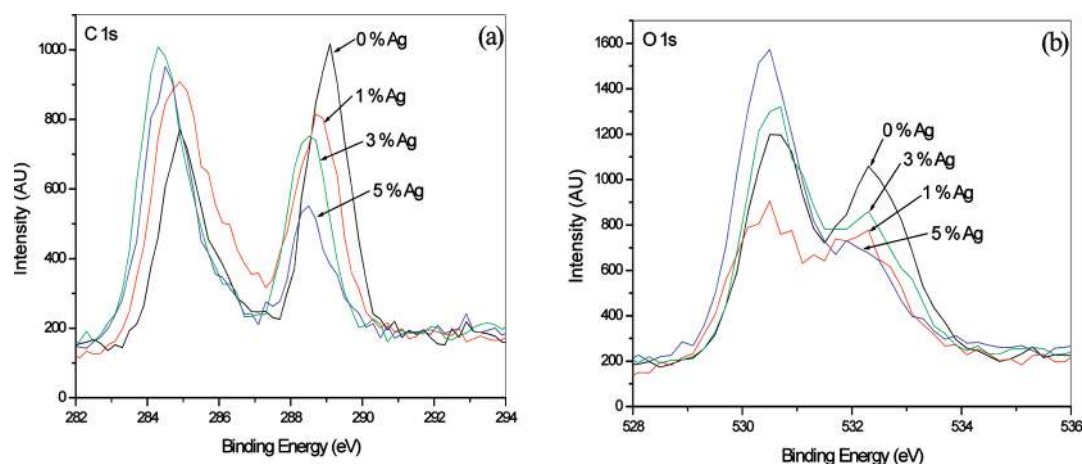 C 1s
(a)
0 % Ag
1 % Ag
3 % Ag
5 % Ag
Intensity (AU)
1000
800
600
400
200
0
282 284 286 288 290 292 294
Binding Energy (eV)
O 1s
(b)
0 % Ag
3 % Ag
1 % Ag
5 % Ag
Intensity (AU)
1600
1400
1200
1000
800
600
400
200
0
528 530 532 534 536
Binding Energy (eV)